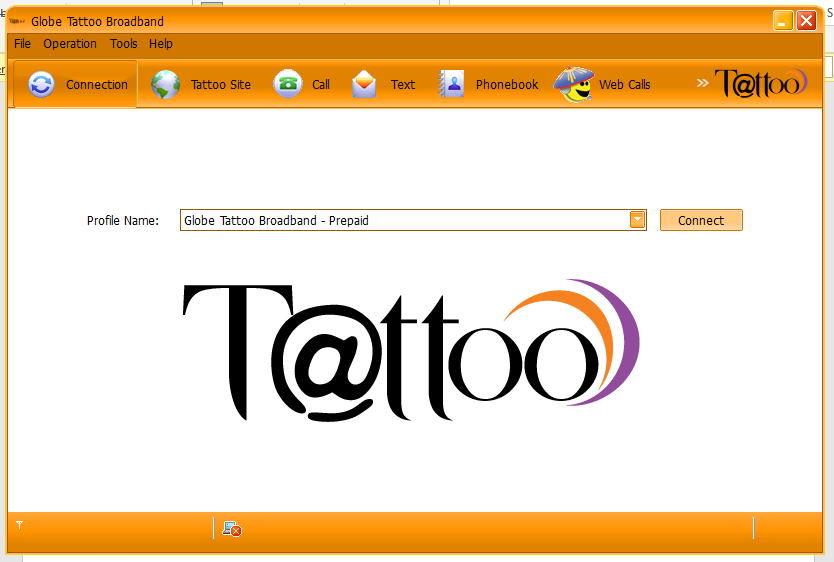 Globe Tattoo Broadband
File Operation Tools Help
Connection Tattoo Site Call Text Phonebook Web Calls » T@ttoo
Profile Name: Globe Tattoo Broadband - Prepaid Connect
T@ttoo